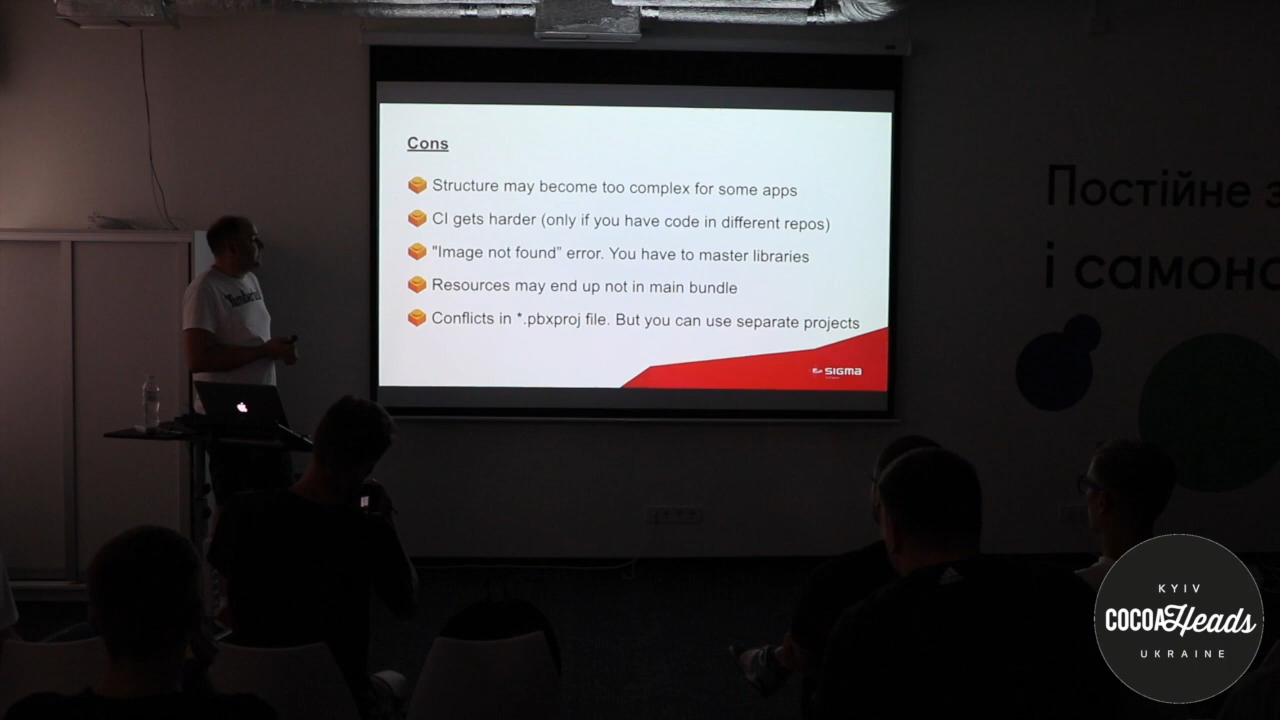 Cons
Structure may become too complex for some apps
CI gets harder (only if you have code in different repos)
"Image not found" error. You have to master libraries
Resources may end up not in main bundle
Conflicts in *.pbxproj file. But you can use separate projects
SIGMA
Постійне
і
KYIV
COCOAHeads
UKRAINE